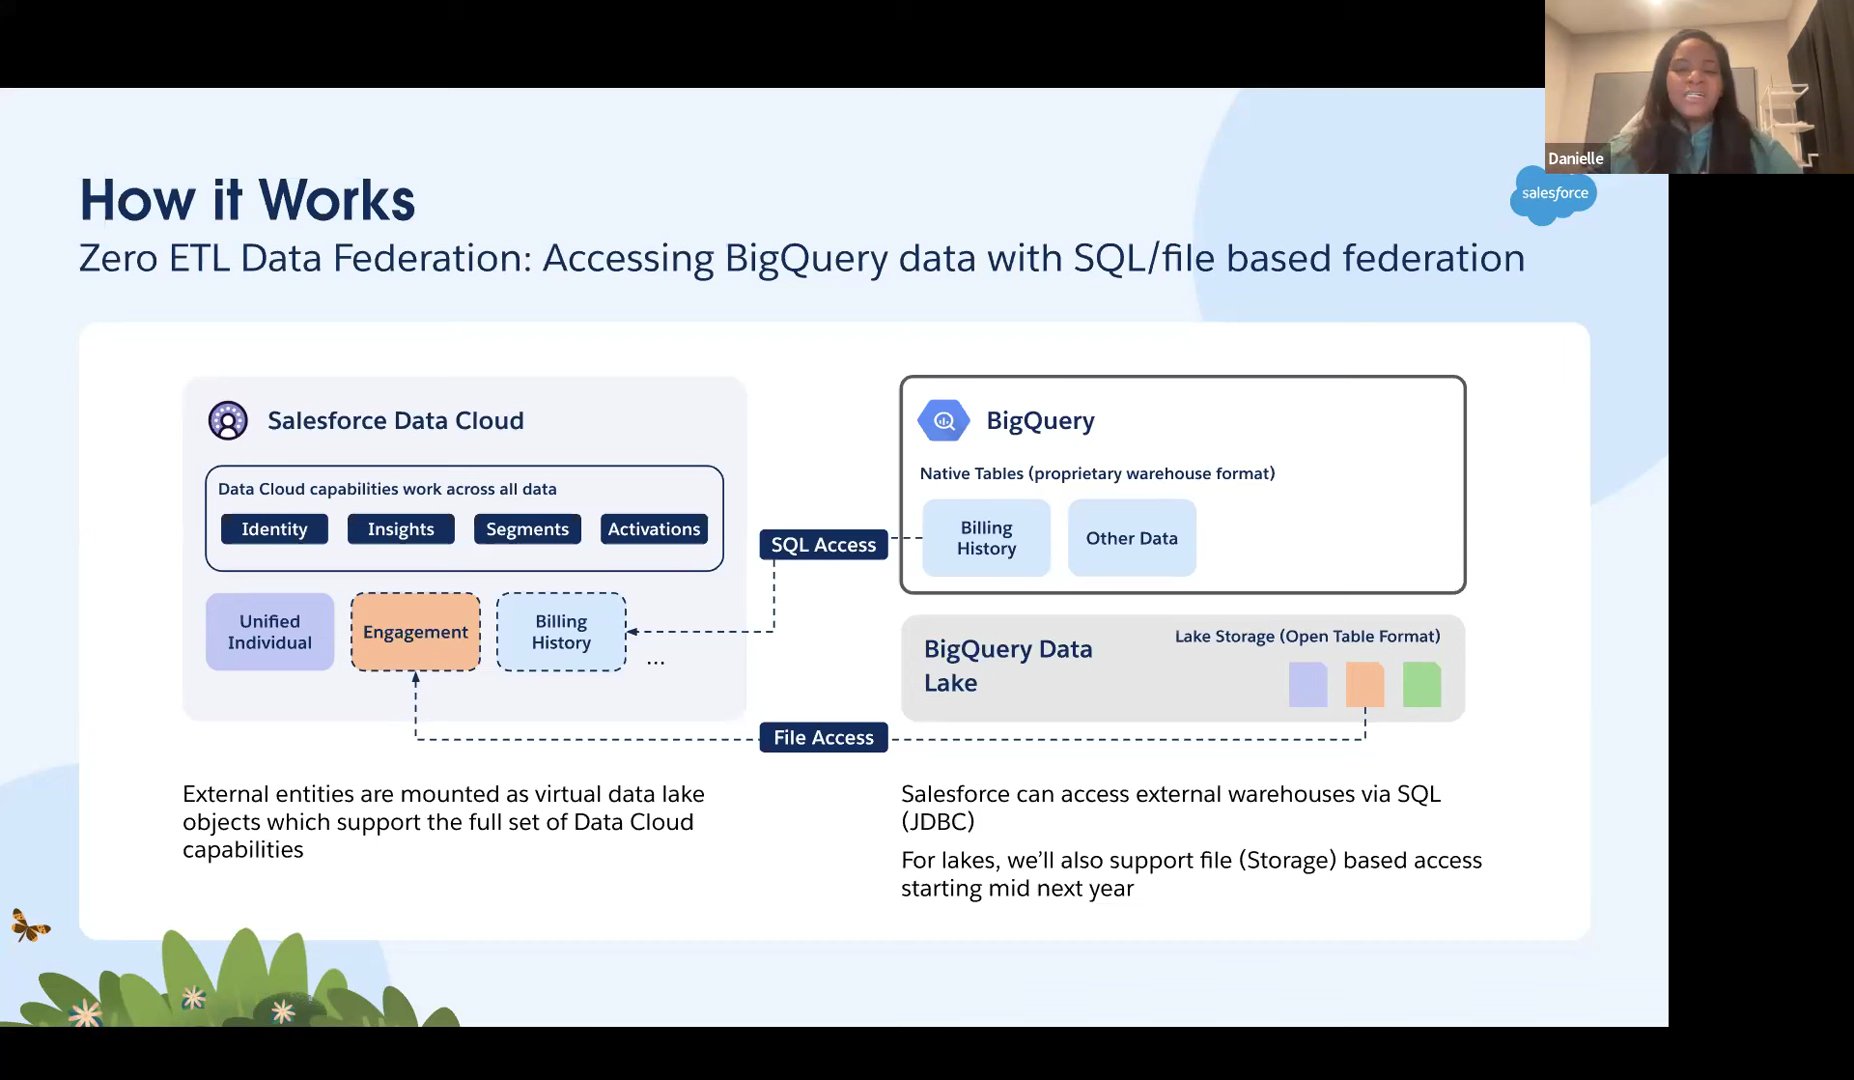 Danielle
salesforce
How it Works
Zero ETL Data Federation: Accessing BigQuery data with SQL/file based federation
Salesforce Data Cloud
Data Cloud capabilities work across all data
Identity
Insights
Segments
Activations
Unified
Individual
Engagement
Billing
History
...
SQL Access
File Access
BigQuery
Native Tables (proprietary warehouse format)
Billing
History
Other Data
BigQuery Data
Lake
Lake Storage (Open Table Format)
External entities are mounted as virtual data lake
objects which support the full set of Data Cloud
capabilities
Salesforce can access external warehouses via SQL
(JDBC)
For lakes, we’ll also support file (Storage) based access
starting mid next year